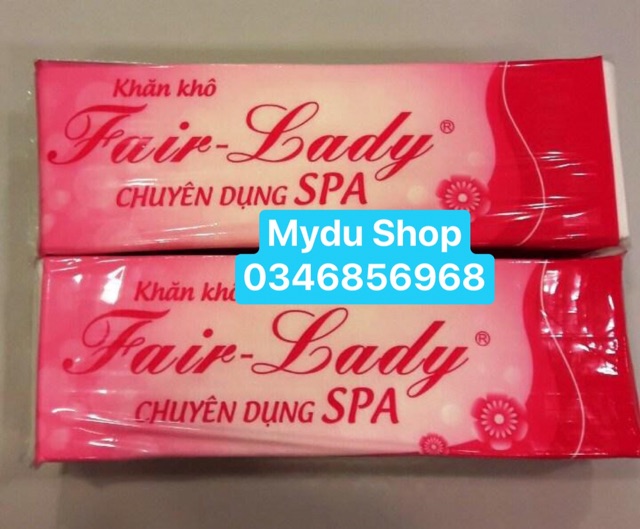 Khăn khô
Fair-Lady®
CHUYÊN DỤNG SPA
Mydu Shop
0346856968
Khăn khô
Fair-Lady®
CHUYÊN DỤNG SPA